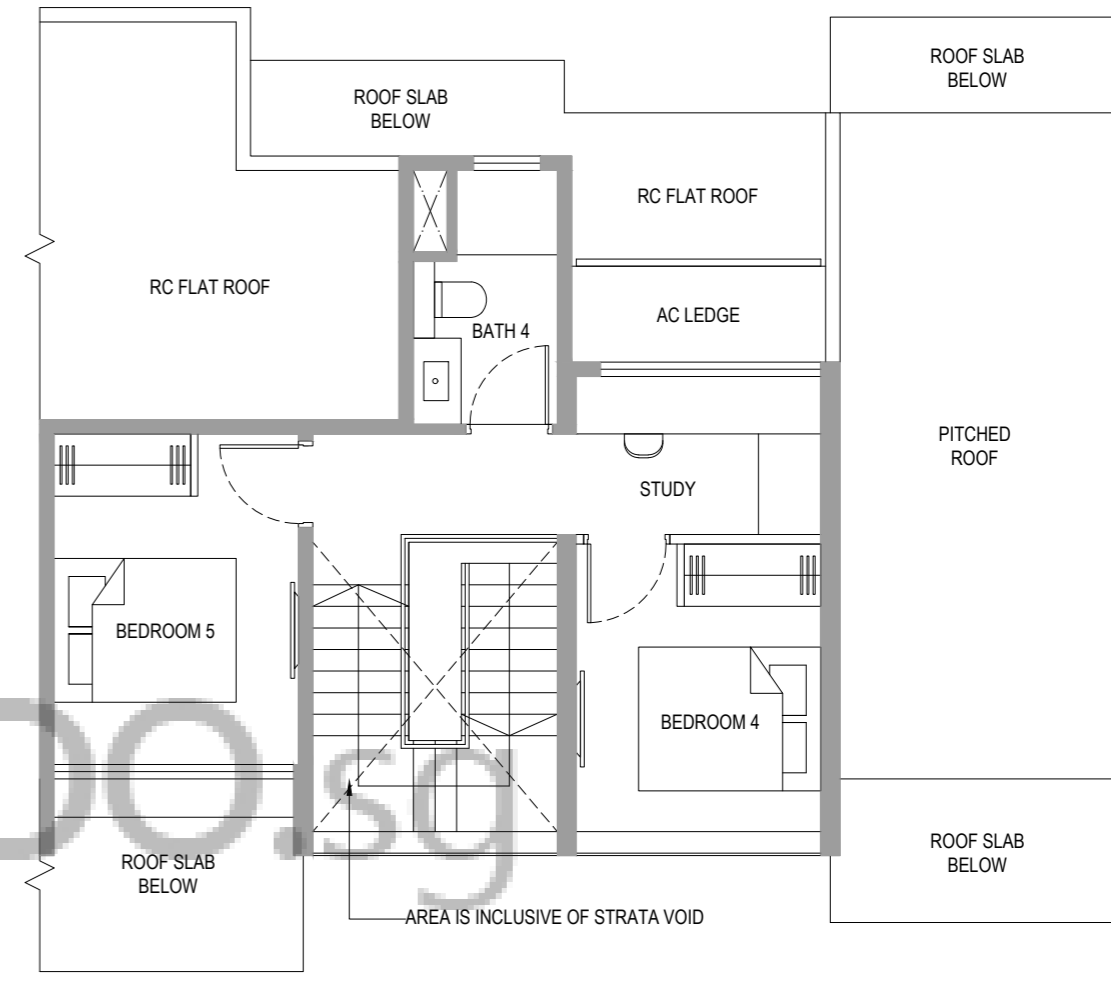 ROOF SLAB
BELOW
ROOF SLAB
BELOW
RC FLAT ROOF
RC FLAT ROOF
AC LEDGE
BATH 4
PITCHED
ROOF
STUDY
BEDROOM 5
BEDROOM 4
.sg
ROOF SLAB
BELOW
ROOF SLAB
BELOW
AREA IS INCLUSIVE OF STRATA VOID